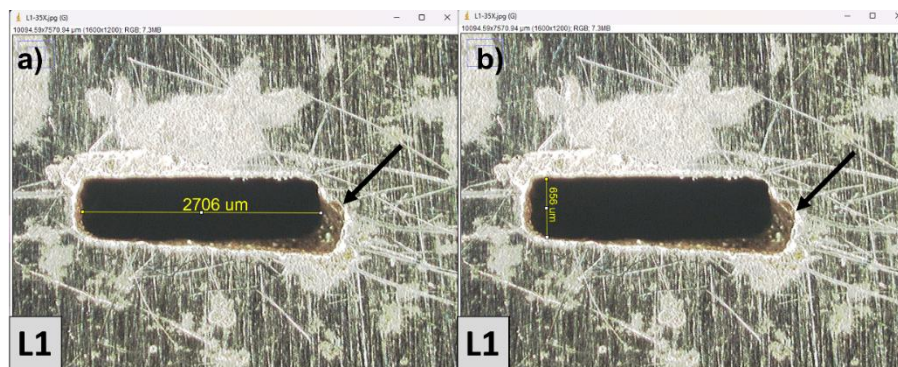 L1-35X.jpg (G)
10094.59x7570.94 µm (1600x1200); RGB; 7.3MB
a)
2706 um
L1
L1-35X.jpg (G)
10094.59x7570.94 µm (1600x1200); RGB; 7.3MB
b)
656 um
L1